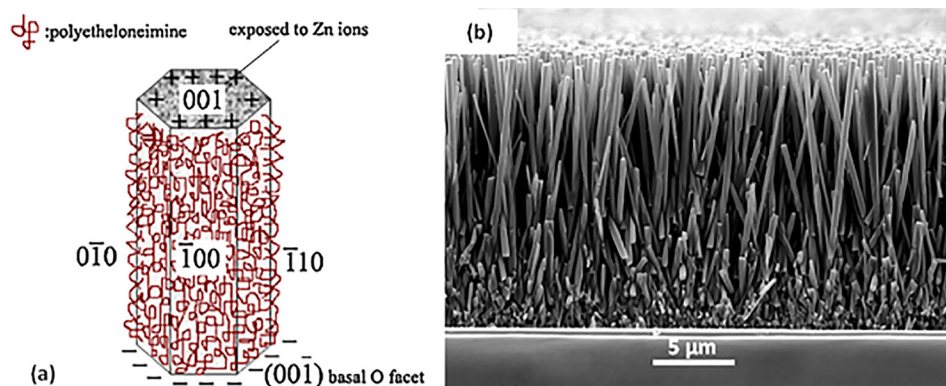 :polyetheloneimine
exposed to Zn ions
001
01̅0
1̅00
1̅10
(001̅) basal O facet
(a)
(b)
5 μm